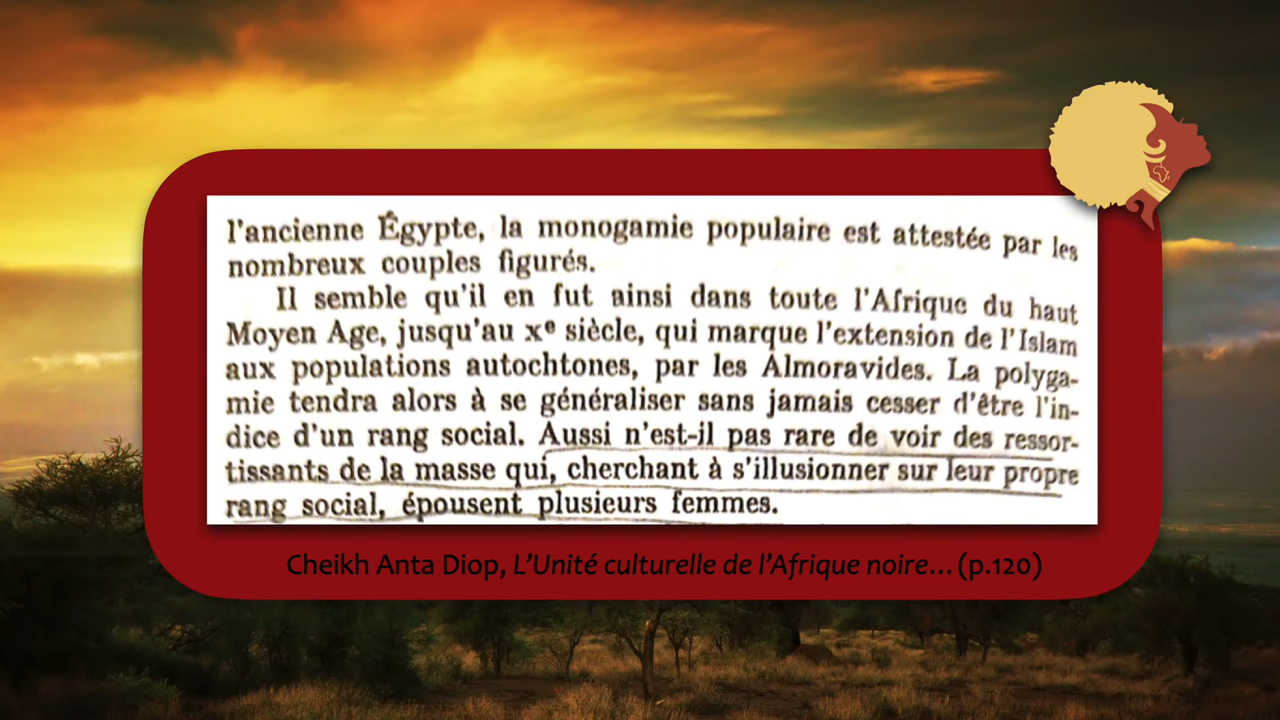 l'ancienne Égypte, la monogamie populaire est attestée par les
nombreux couples figurés.
Il semble qu'il en fut ainsi dans toute l'Afrique du haut
Moyen Age, jusqu'au xᵉ siècle, qui marque l'extension de l'Islam
aux populations autochtones, par les Almoravides. La polyga-
mie tendra alors à se généraliser sans jamais cesser d'être l'in-
dice d'un rang social. Aussi n'est-il pas rare de voir des ressor-
tissants de la masse qui, cherchant à s'illusionner sur leur propre
rang social, épousent plusieurs femmes.
Cheikh Anta Diop, L'Unité culturelle de l'Afrique noire... (p.120)